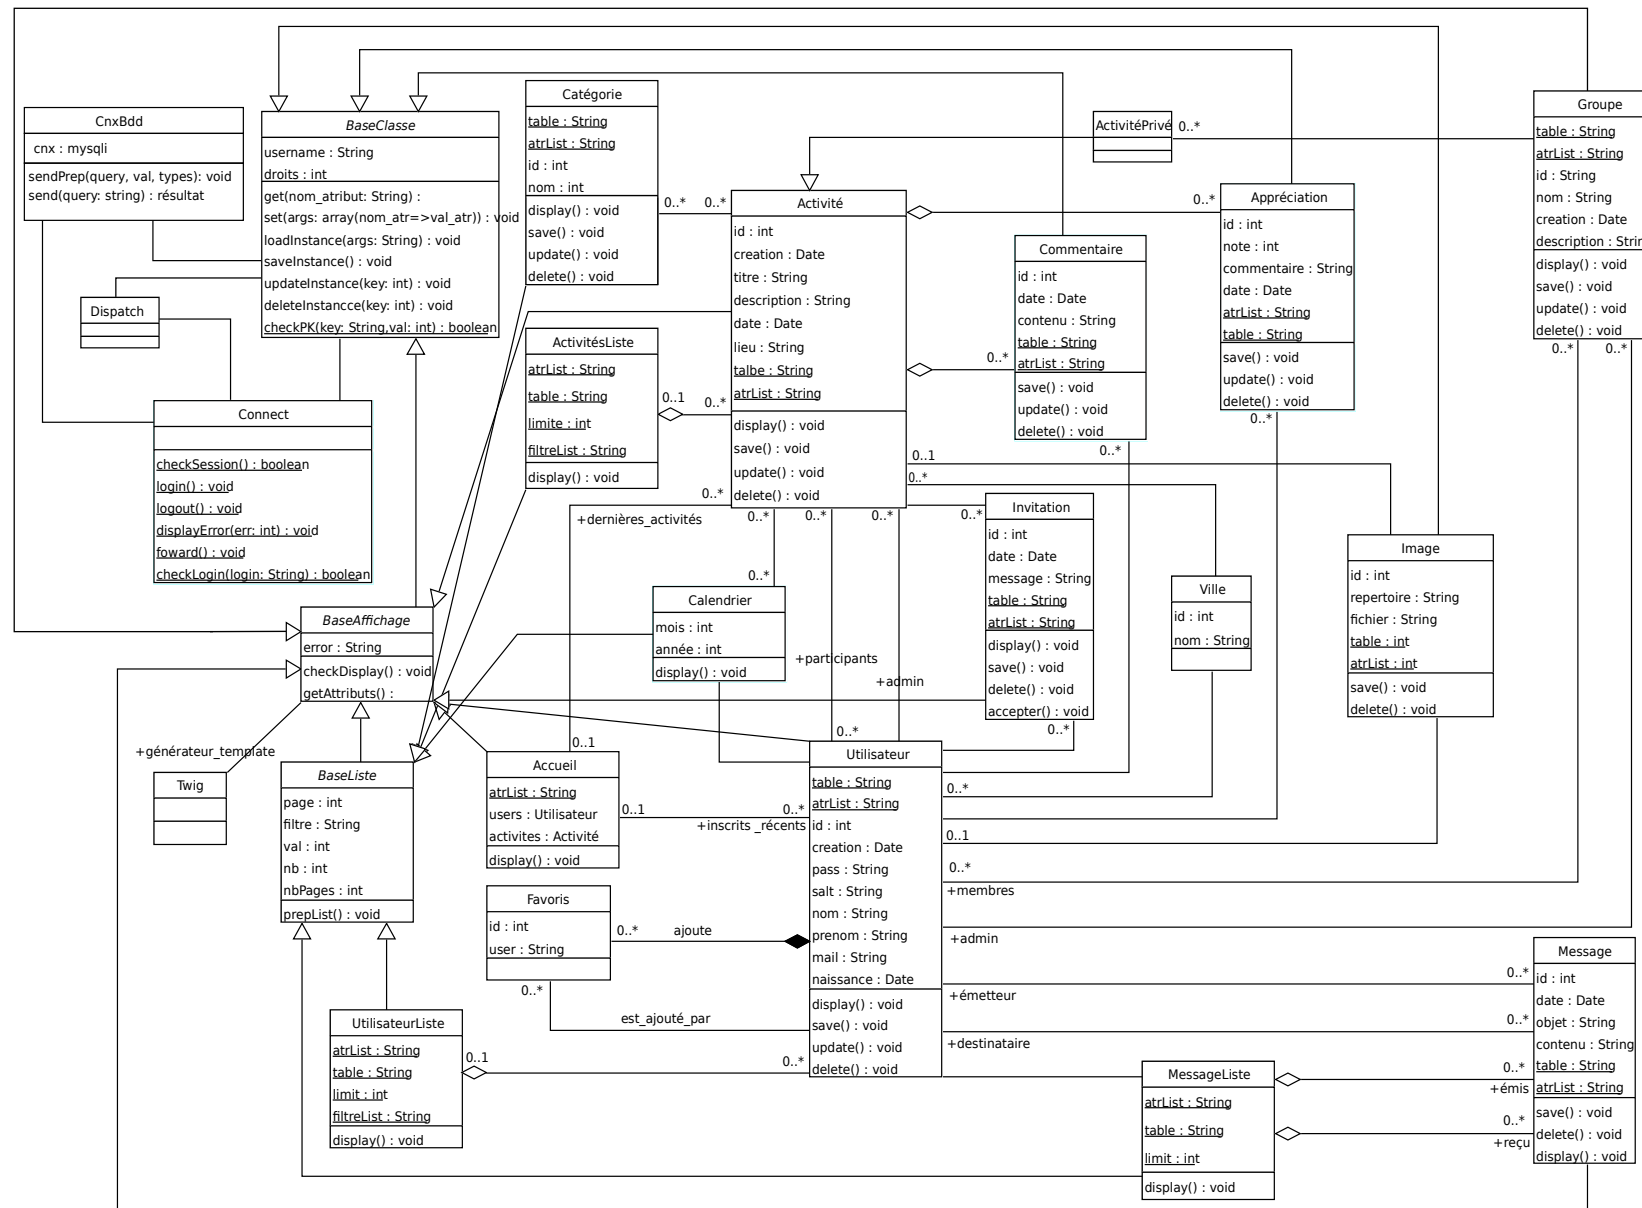 CnxBdd
cnx : mysqli
sendPrep(query, val, types): void
send(query: string) : résultat
BaseClasse
username : String
droits : int
get(nom_atribut: String) :
set(args: array(nom_atr=>val_atr)) : void
loadInstance(args: String) : void
saveInstance() : void
updateInstance(key: int) : void
deleteInstancce(key: int) : void
checkPK(key: String,val: int) : boolean
Dispatch
Connect
checkSession() : boolean
login() : void
logout() : void
displayError(err: int) : void
foward() : void
checkLogin(login: String) : boolean
Catégorie
table : String
atrList : String
id : int
nom : int
display() : void
save() : void
update() : void
delete() : void
0..*
0..*
ActivitésListe
atrList : String
table : String
limite : int
filtreList : String
display() : void
0..1
0..*
Activité
id : int
creation : Date
titre : String
description : String
date : Date
lieu : String
talbe : String
atrList : String
display() : void
save() : void
update() : void
delete() : void
ActivitéPrivé
0..*
Commentaire
id : int
date : Date
contenu : String
table : String
atrList : String
save() : void
update() : void
delete() : void
0..*
0..*
Appréciation
id : int
note : int
commentaire : String
date : Date
atrList : String
table : String
save() : void
update() : void
delete() : void
0..*
0..*
Groupe
table : String
atrList : String
id : String
nom : String
creation : Date
description : Strin
display() : void
save() : void
update() : void
delete() : void
0..*
0..*
0..1
0..*
0..*
+dernières_activités
0..*
0..*
0..*
0..*
Invitation
id : int
date : Date
message : String
table : String
atrList : String
display() : void
save() : void
delete() : void
accepter() : void
0..*
Ville
id : int
nom : String
Image
id : int
repertoire : String
fichier : String
table : int
atrList : int
save() : void
delete() : void
0..*
Calendrier
mois : int
année : int
display() : void
+participants
+admin
BaseAffichage
error : String
checkDisplay() : void
getAttributs() :
+générateur_template
Twig
BaseListe
page : int
filtre : String
val : int
nb : int
nbPages : int
prepList() : void
0..1
Accueil
atrList : String
users : Utilisateur
activites : Activité
display() : void
0..1
0..*
+inscrits _récents
0..*
Utilisateur
table : String
atrList : String
id : int
creation : Date
pass : String
salt : String
nom : String
prenom : String
mail : String
naissance : Date
display() : void
save() : void
update() : void
delete() : void
0..*
0..1
0..*
+membres
+admin
+émetteur
+destinataire
Favoris
id : int
user : String
0..*
ajoute
0..*
est_ajouté_par
UtilisateurListe
atrList : String
table : String
limit : int
filtreList : String
display() : void
0..1
0..*
MessageListe
atrList : String
table : String
limit : int
display() : void
0..*
0..*
0..*
+émis
0..*
+reçu
Message
id : int
date : Date
objet : String
contenu : String
table : String
atrList : String
save() : void
delete() : void
display() : void